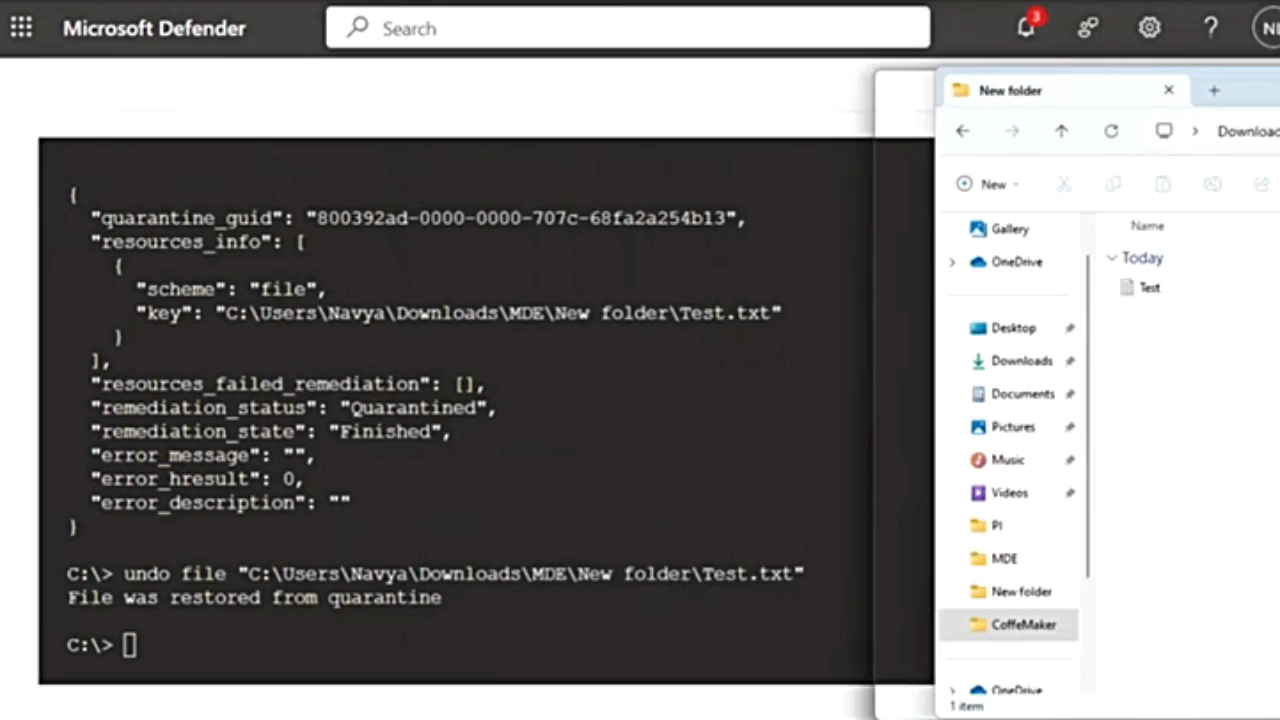 Microsoft Defender
Search
3
{
"quarantine_guid": "800392ad-0000-0000-707c-68fa2a254b13",
"resources_info": [
{
"scheme": "file",
"key": "C:\Users\Navya\Downloads\MDE\New folder\Test.txt"
}
],
"resources_failed_remediation": [],
"remediation_status": "Quarantined",
"remediation_state": "Finished",
"error_message": "",
"error_hresult": 0,
"error_description": ""
}
C:\> undo file "C:\Users\Navya\Downloads\MDE\New folder\Test.txt"
File was restored from quarantine
C:\>
New folder
New
Name
Gallery
OneDrive
Today
Test
Desktop
Downloads
Documents
Pictures
Music
Videos
PI
MDE
New folder
CoffeMaker
OneDrive
1 item